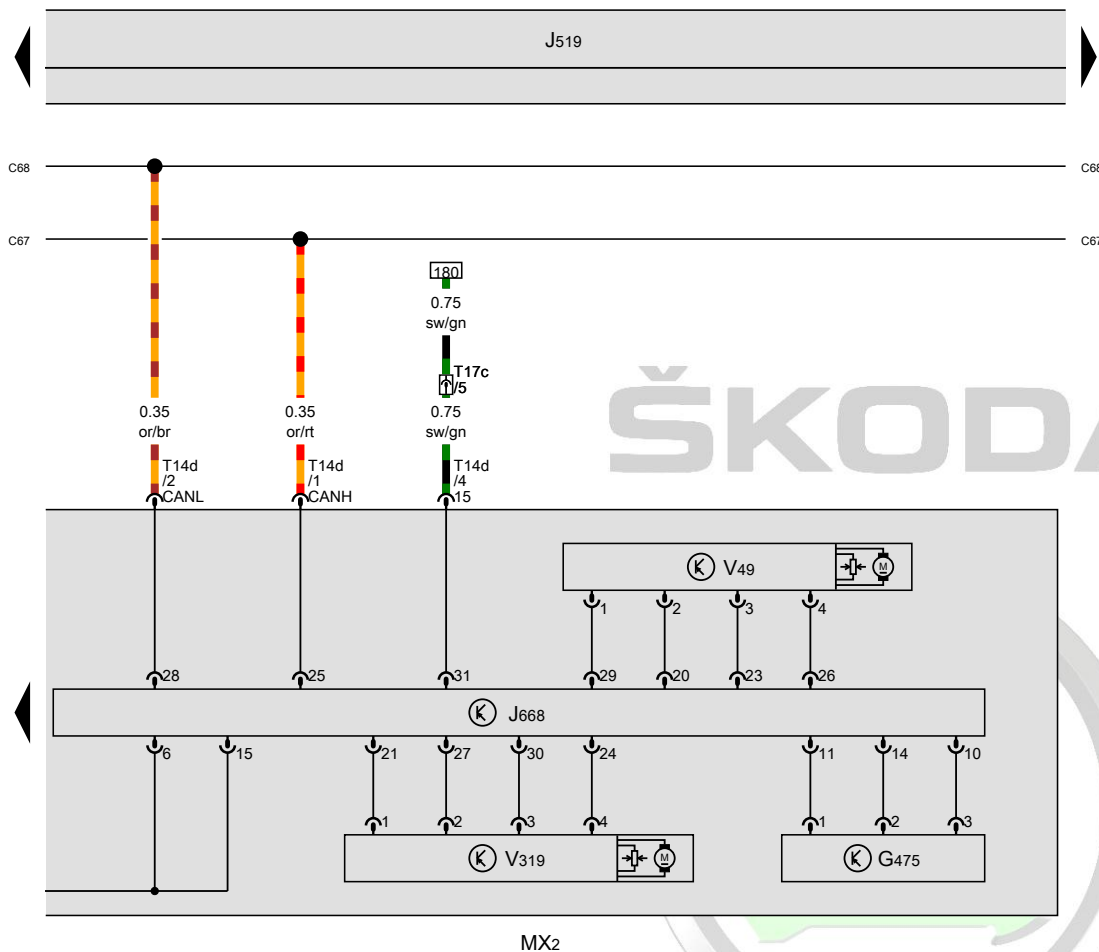 J519
C68
C68
C67
C67
180
0.75
sw/gn
T17c
/5
0.35
or/br
0.35
or/rt
0.75
sw/gn
ŠKODA
T14d
/2
CANL
T14d
/1
CANH
T14d
/4
15
V49
M
1
2
3
4
28
25
31
29
20
23
26
J668
6
15
21
27
30
24
11
14
10
1
2
3
4
1
2
3
V319
M
G475
MX2